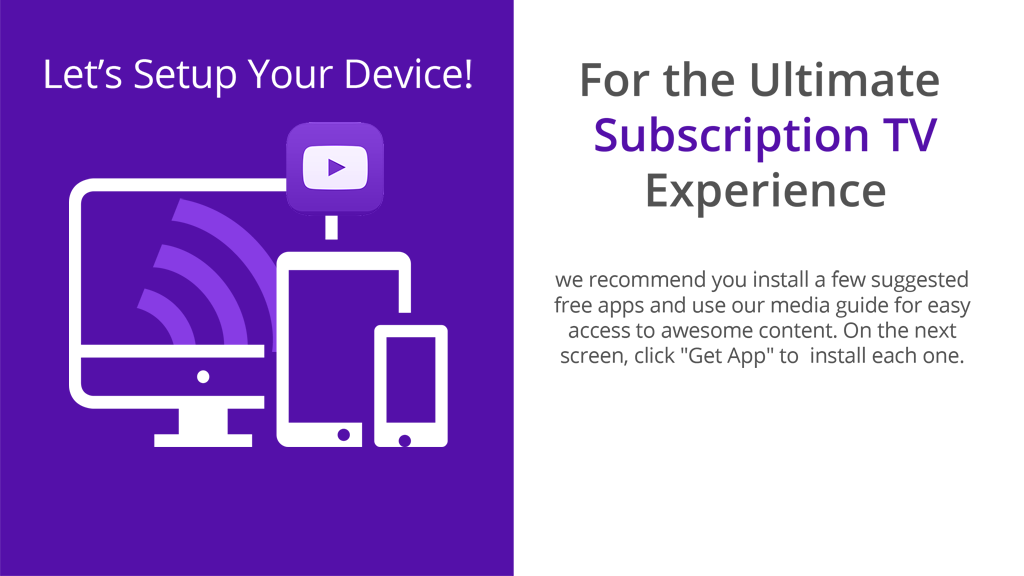 Let’s Setup Your Device!
For the Ultimate
Subscription TV
Experience
we recommend you install a few suggested
free apps and use our media guide for easy
access to awesome content. On the next
screen, click "Get App" to  install each one.